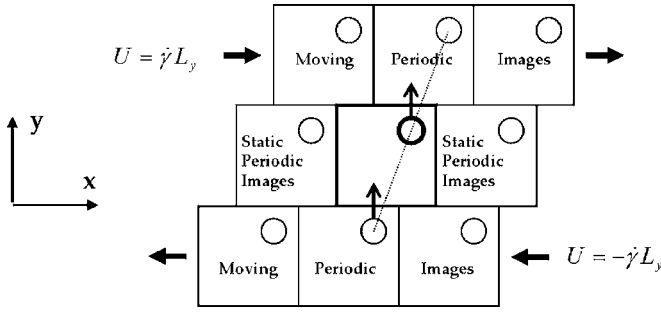 U = γ̇ L_y
Moving
Periodic
Images
y
x
Static
Periodic
Images
Static
Periodic
Images
Moving
Periodic
Images
U = −γ̇ L_y